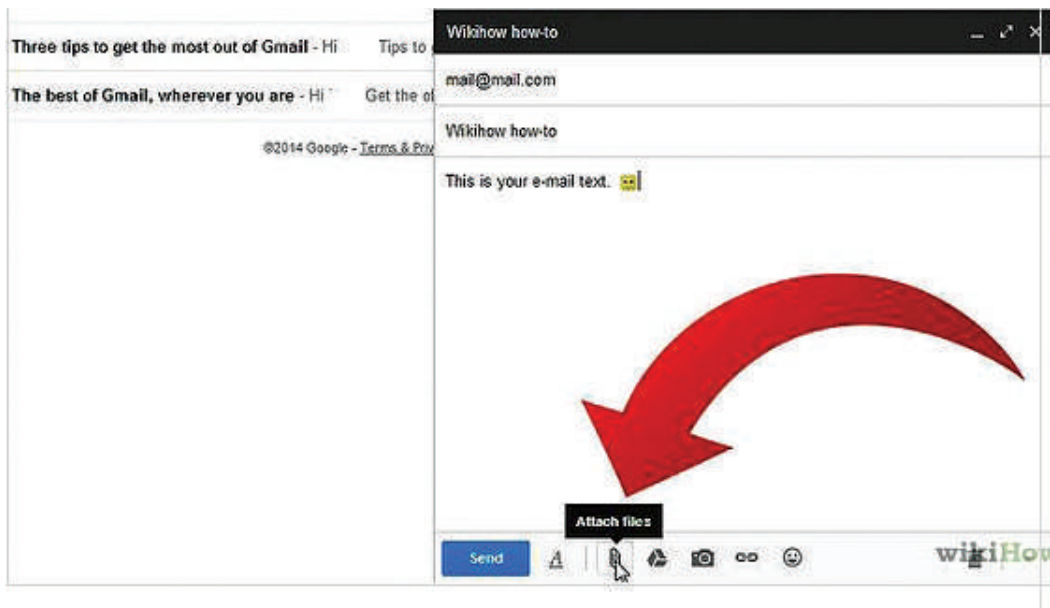 Three tips to get the most out of Gmail - Hi Tips to
The best of Gmail, wherever you are - Hi Get the of
©2014 Google - Terms & Priv
Wikihow how-to
mail@mail.com
Wikihow how-to
This is your e-mail text.
Attach files
Send A
wikiHow